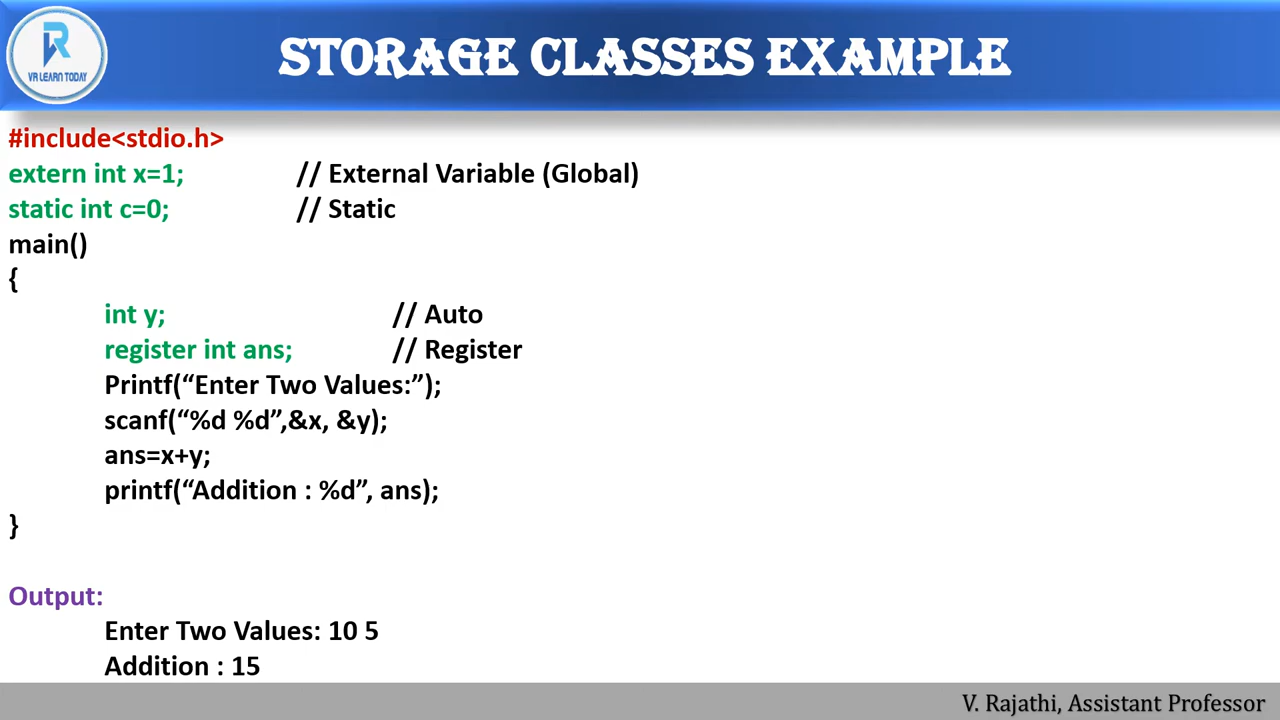 VR LEARN TODAY
STORAGE CLASSES EXAMPLE
#include<stdio.h>
extern int x=1; // External Variable (Global)
static int c=0; // Static
main()
{
int y; // Auto
register int ans; // Register
Printf(“Enter Two Values:”);
scanf(“%d %d”,&x, &y);
ans=x+y;
printf(“Addition : %d”, ans);
}
Output:
Enter Two Values: 10 5
Addition : 15
V. Rajathi, Assistant Professor